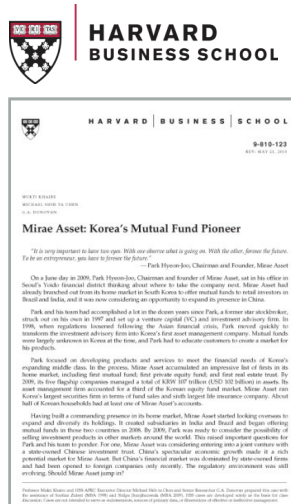 VE RI TAS
HARVARD
BUSINESS SCHOOL
HARVARD | BUSINESS | SCHOOL
9-810-123
REV: MAY 21, 2010
MUKTI KHAIRE
MICHAEL SHIH-TA CHEN
G.A. DONOVAN
Mirae Asset: Korea's Mutual Fund Pioneer
"It is very important to have two eyes. With one observe what is going on. With the other, foresee the future.
To be an entrepreneur, you have to foresee the future."
—Park Hyeon-Joo, Chairman and Founder, Mirae Asset
On a June day in 2009, Park Hyeon-Joo, Chairman and founder of Mirae Asset, sat in his office in
Seoul's Yoido financial district thinking about where to take the company next. Mirae Asset had
already branched out from its home market in South Korea to offer mutual funds to retail investors in
Brazil and India, and it was now considering an opportunity to expand its presence in China.
Park and his team had accomplished a lot in the dozen years since Park, a former star stockbroker,
struck out on his own in 1997 and set up a venture capital (VC) and investment advisory firm. In
1998, when regulations loosened following the Asian financial crisis, Park moved quickly to
transform the investment advisory firm into Korea's first asset management company. Mutual funds
were largely unknown in Korea at the time, and Park had to educate customers to create a market for
his products.
Park focused on developing products and services to meet the financial needs of Korea's
expanding middle class. In the process, Mirae Asset accumulated an impressive list of firsts in its
home market, including first mutual fund, first private equity fund, and first real estate trust. By
2009, its five flagship companies managed a total of KRW 107 trillion (USD 102 billion) in assets. Its
asset management firm accounted for a third of the Korean equity fund market. Mirae Asset ran
Korea's largest securities firm in terms of fund sales and sixth largest life insurance company. About
half of Korean households held at least one of Mirae Asset's accounts.
Having built a commanding presence in its home market, Mirae Asset started looking overseas to
expand and diversify its holdings. It created subsidiaries in India and Brazil and began offering
mutual funds in those two countries in 2008. By 2009, Park was ready to consider the possibility of
selling investment products in other markets around the world. This raised important questions for
Park and his team to ponder. For one, Mirae Asset was considering entering into a joint venture with
a state-owned Chinese investment trust. China's spectacular economic growth made it a rich
potential market for Mirae Asset. But China's financial market was dominated by state-owned firms
and had been opened to foreign companies only recently. The regulatory environment was still
evolving. Should Mirae Asset jump in?